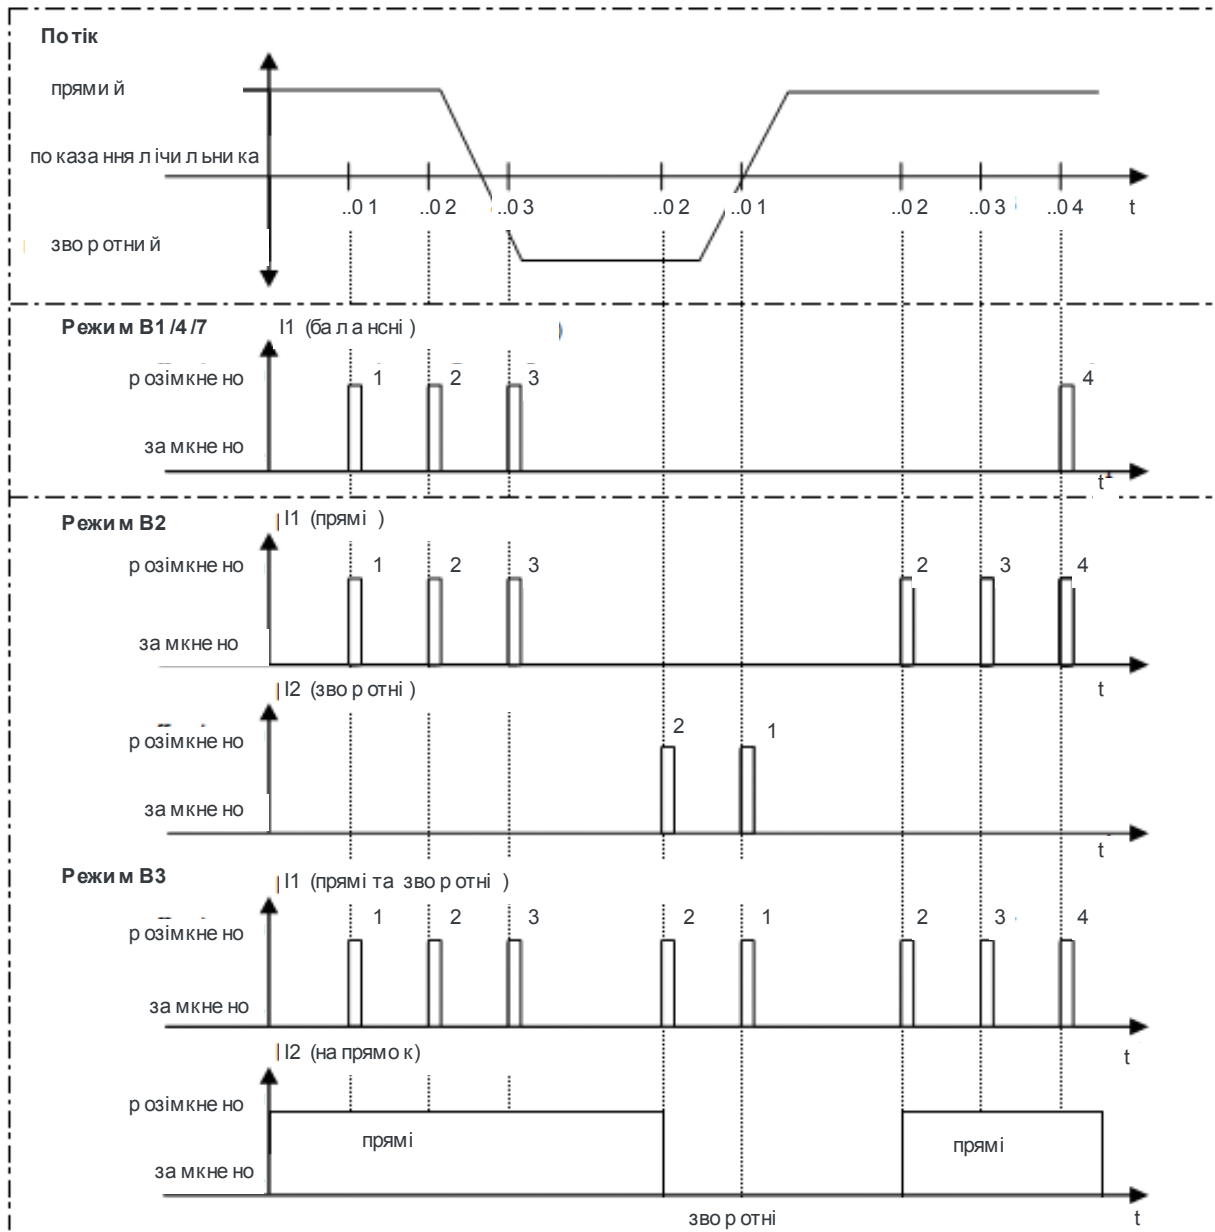 Потік
прямий
показання лічильника
..01 ..02 ..03 ..02 ..01 ..02 ..03 ..04 t
зворотний
Режим B1/4/7 I1 (балансні)
розімкнено 1 2 3 4
замкнено
t
Режим B2 I1 (прямі )
розімкнено 1 2 3 2 3 4
замкнено
I2 (зворотні ) t
2 1
розімкнено
замкнено
t
Режим B3 I1 (прямі та зворотні )
1 2 3 2 1 2 3 4
розімкнено
замкнено
I2 (напрямок) t
розімкнено
прямі прямі
замкнено
зворотні t